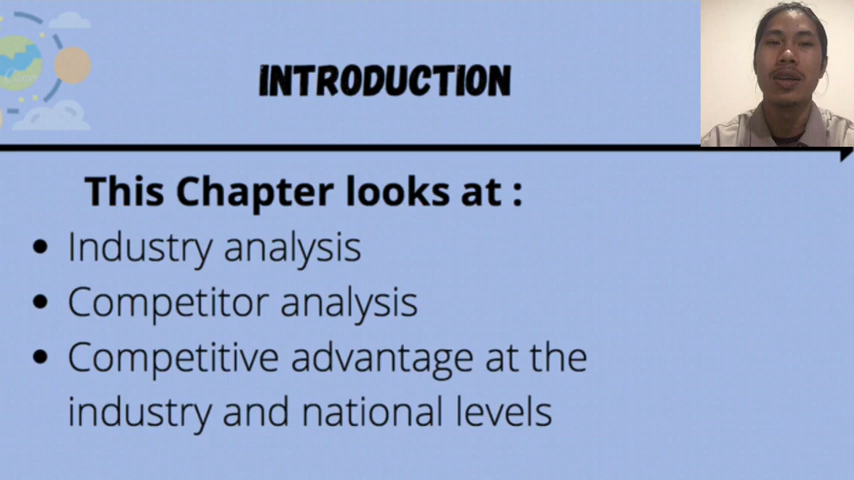 INTRODUCTION
This Chapter looks at :
• Industry analysis
• Competitor analysis
• Competitive advantage at the
industry and national levels